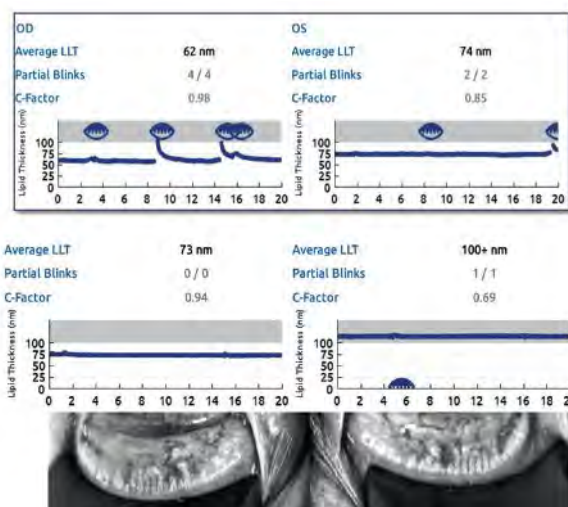 OD
Average LLT 62 nm
Partial Blinks 4 / 4
C-Factor 0.98
Lipid Thickness (nm)
100
75
50
25
0
0 2 4 6 8 10 12 14 16 18 20
OS
Average LLT 74 nm
Partial Blinks 2 / 2
C-Factor 0.85
Lipid Thickness (nm)
100
75
50
25
0
0 2 4 6 8 10 12 14 16 18 20
Average LLT 73 nm
Partial Blinks 0 / 0
C-Factor 0.94
Lipid Thickness (nm)
100
75
50
25
0
0 2 4 6 8 10 12 14 16 18 20
Average LLT 100+ nm
Partial Blinks 1 / 1
C-Factor 0.69
Lipid Thickness (nm)
100
75
50
25
0
0 2 4 6 8 10 12 14 16 18 20